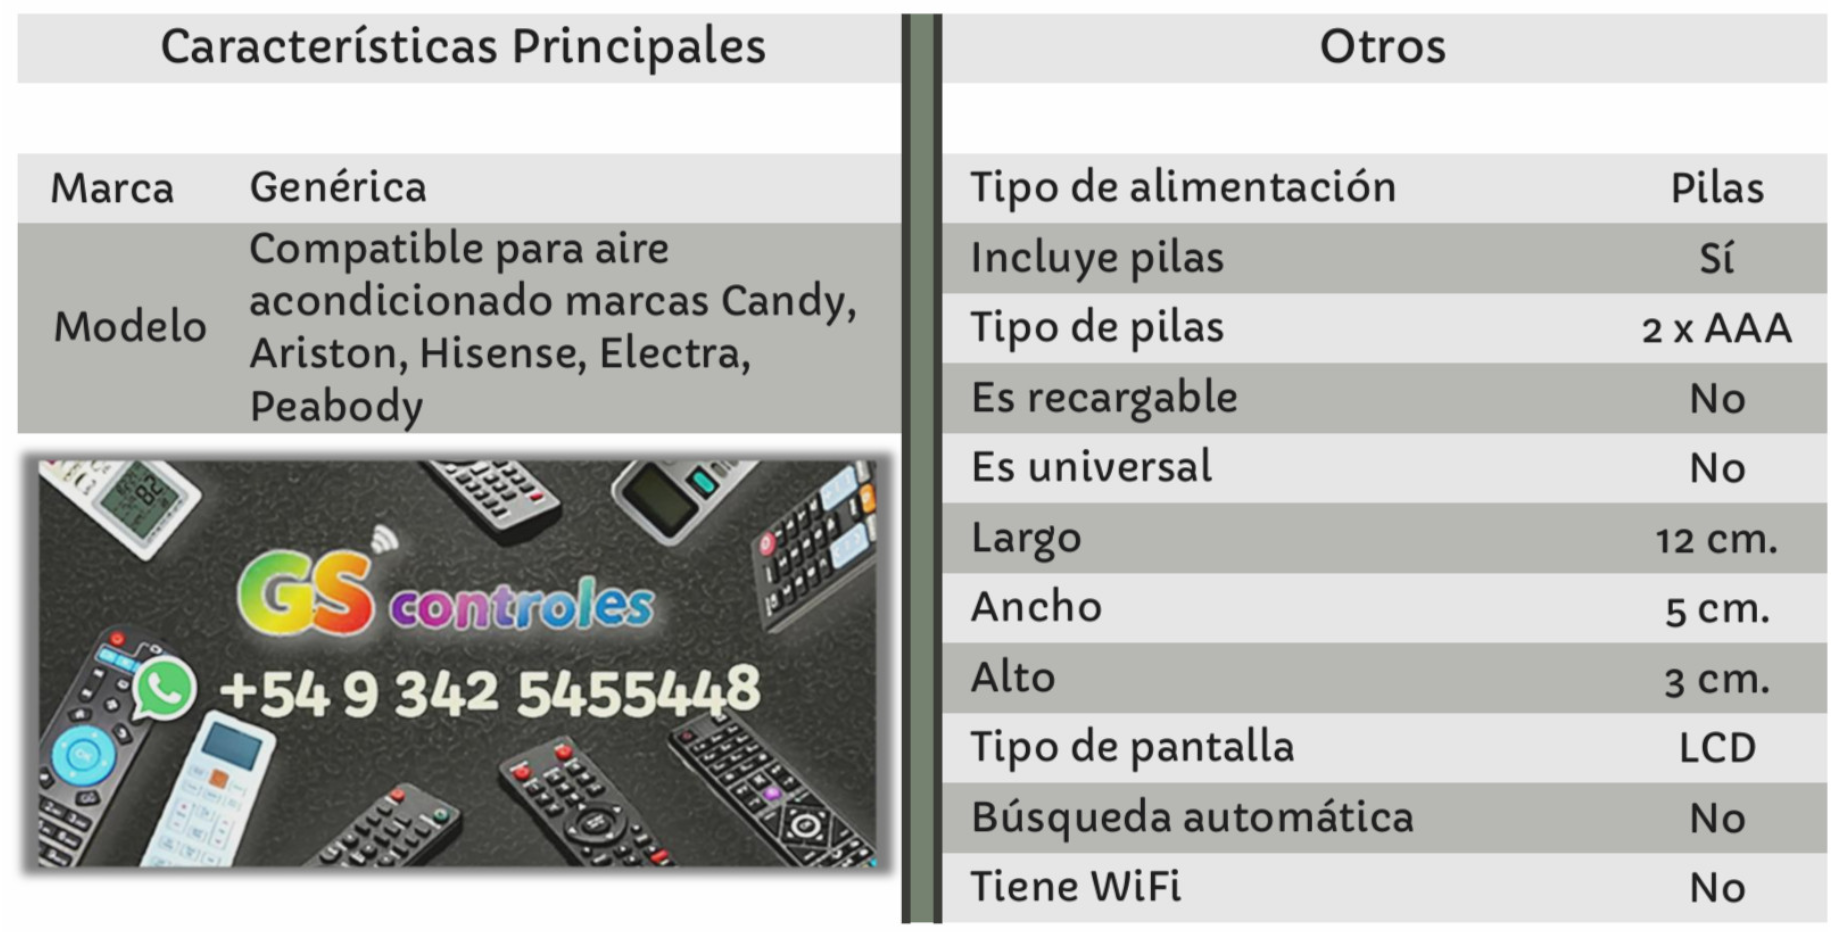 Características Principales
Marca Genérica
Modelo Compatible para aire
acondicionado marcas Candy,
Ariston, Hisense, Electra,
Peabody
GS controles
+54 9 342 5455448
Otros
Tipo de alimentación Pilas
Incluye pilas Sí
Tipo de pilas 2 x AAA
Es recargable No
Es universal No
Largo 12 cm.
Ancho 5 cm.
Alto 3 cm.
Tipo de pantalla LCD
Búsqueda automática No
Tiene WiFi No